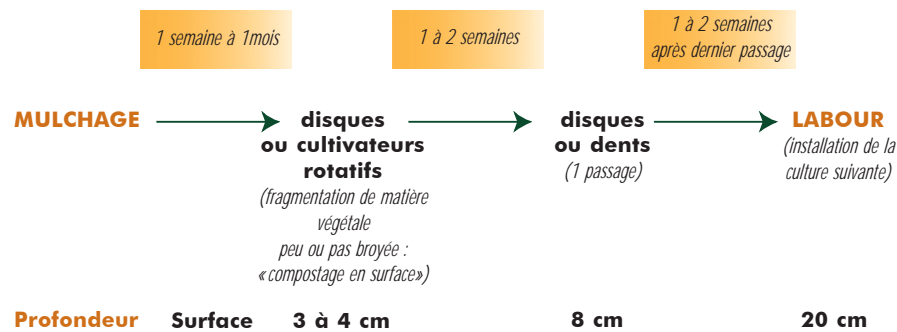 1 semaine à 1mois
1 à 2 semaines
1 à 2 semaines
après dernier passage
MULCHAGE
disques
ou cultivateurs
rotatifs
(fragmentation de matière
végétale
peu ou pas broyée :
«compostage en surface»)
disques
ou dents
(1 passage)
LABOUR
(installation de la
culture suivante)
Profondeur Surface 3 à 4 cm 8 cm 20 cm